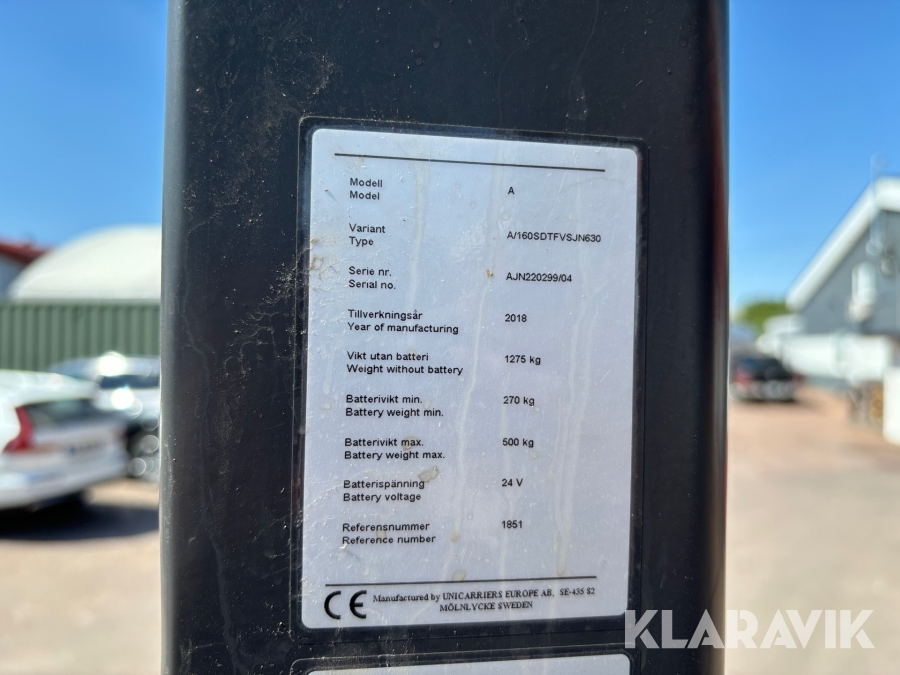 Modell
Model
A
Variant
Type
A/160SDTFVSJN630
Serie nr.
Serial no.
AJN220299/04
Tillverkningsår
Year of manufacturing
2018
Vikt utan batteri
Weight without battery
1275 kg
Batterivikt min.
Battery weight min.
270 kg
Batterivikt max.
Battery weight max.
500 kg
Batterispänning
Battery voltage
24 V
Referensnummer
Reference number
1851
CE Manufactured by UNICARRIERS EUROPE AB, SE-435 82
MÖLNLYCKE SWEDEN
KLARAVIK